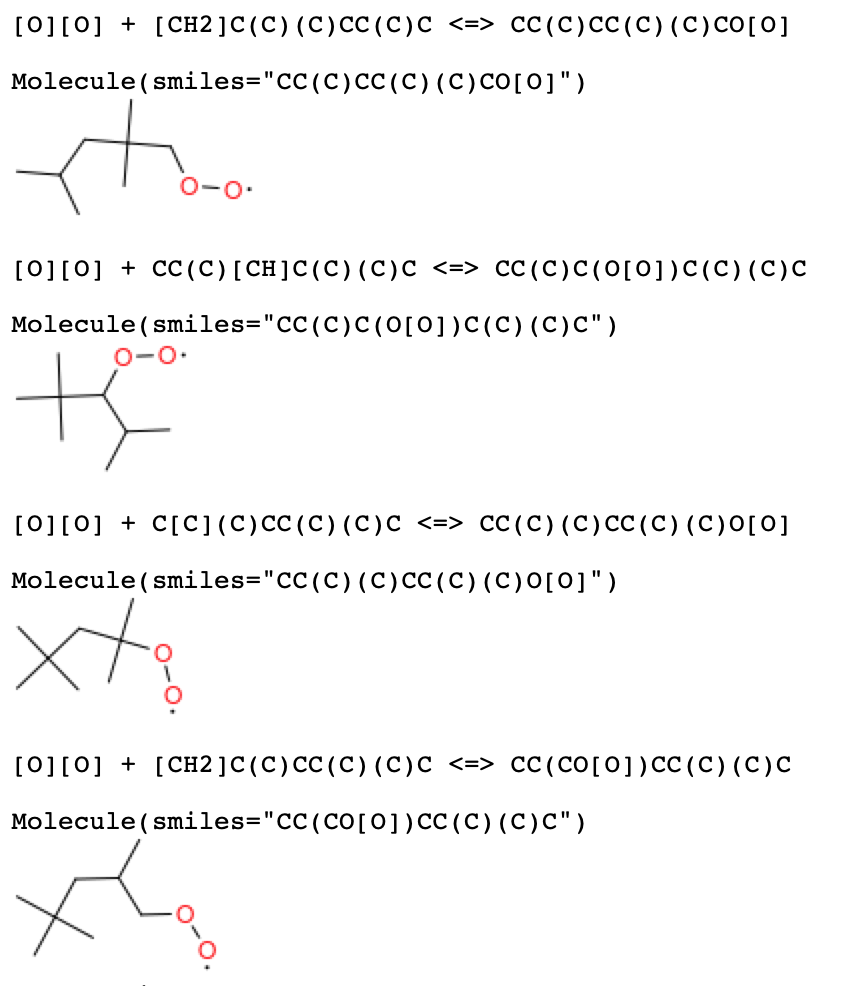 [O][O] + [CH2]C(C)(C)CC(C)C <=> CC(C)CC(C)(C)CO[O]
Molecule(smiles="CC(C)CC(C)(C)CO[O]")
O–O·
[O][O] + CC(C)[CH]C(C)(C)C <=> CC(C)C(O[O])C(C)(C)C
Molecule(smiles="CC(C)C(O[O])C(C)(C)C")
O–O·
[O][O] + C[C](C)CC(C)(C)C <=> CC(C)(C)CC(C)(C)O[O]
Molecule(smiles="CC(C)(C)CC(C)(C)O[O]")
O
O
[O][O] + [CH2]C(C)CC(C)(C)C <=> CC(CO[O])CC(C)(C)C
Molecule(smiles="CC(CO[O])CC(C)(C)C")
O
O